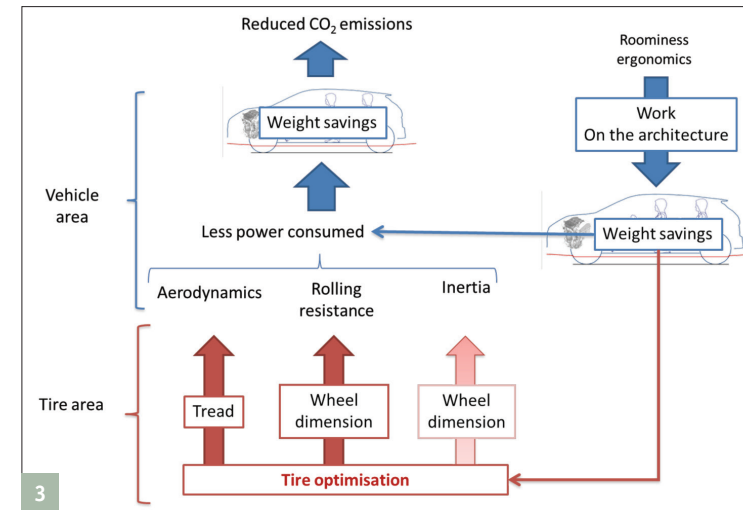 Reduced CO₂ emissions
Roominess
ergonomics
Weight savings
Work
On the architecture
Vehicle
area
Less power consumed
Weight savings
Aerodynamics
Rolling
resistance
Inertia
Tire area
Tread
Wheel
dimension
Wheel
dimension
Tire optimisation
3